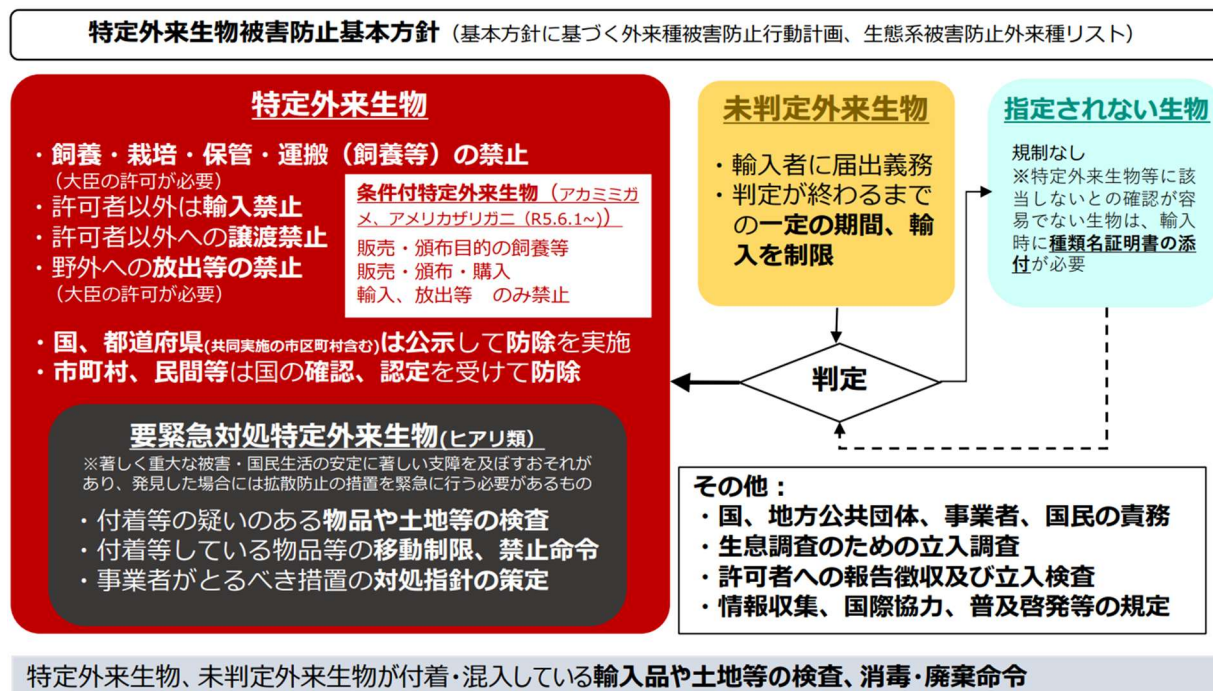 特定外来生物被害防止基本方針（基本方針に基づく外来種被害防止行動計画、生態系被害防止外来種リスト）
特定外来生物
・飼養・栽培・保管・運搬（飼養等）の禁止
（大臣の許可が必要）
・許可者以外は輸入禁止
・許可者以外への譲渡禁止
・野外への放出等の禁止
（大臣の許可が必要）
条件付特定外来生物（アカミミガ
メ、アメリカザリガニ（R5.6.1~））
販売・頒布目的の飼養等
販売・頒布・購入
輸入、放出等　のみ禁止
・国、都道府県(共同実施の市区町村含む)は公示して防除を実施
・市町村、民間等は国の確認、認定を受けて防除
要緊急対処特定外来生物(ヒアリ類）
※著しく重大な被害・国民生活の安定に著しい支障を及ぼすおそれが
あり、発見した場合には拡散防止の措置を緊急に行う必要があるもの
・付着等の疑いのある物品や土地等の検査
・付着等している物品等の移動制限、禁止命令
・事業者がとるべき措置の対処指針の策定
未判定外来生物
・輸入者に届出義務
・判定が終わるまで
の一定の期間、輸
入を制限
指定されない生物
規制なし
※特定外来生物等に該
当しないとの確認が容
易でない生物は、輸入
時に種類名証明書の添
付が必要
判定
その他：
・国、地方公共団体、事業者、国民の責務
・生息調査のための立入調査
・許可者への報告徴収及び立入検査
・情報収集、国際協力、普及啓発等の規定
特定外来生物、未判定外来生物が付着・混入している輸入品や土地等の検査、消毒・廃棄命令